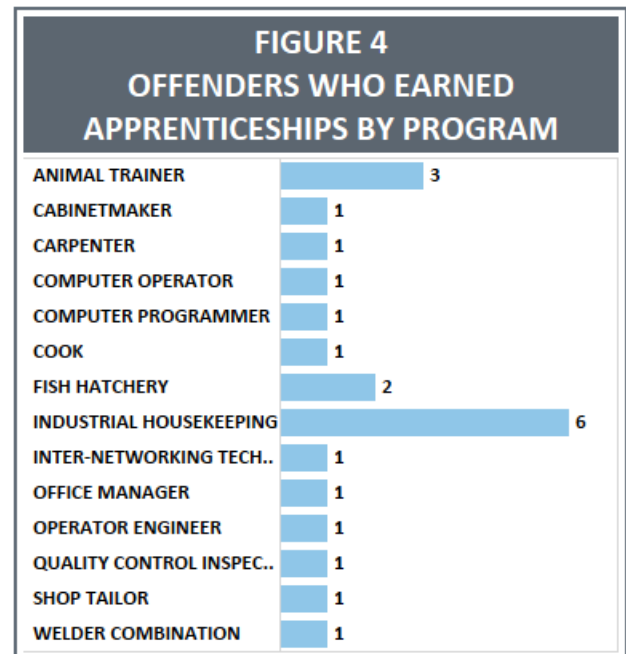 FIGURE 4
OFFENDERS WHO EARNED
APPRENTICESHIPS BY PROGRAM
ANIMAL TRAINER 3
CABINETMAKER 1
CARPENTER 1
COMPUTER OPERATOR 1
COMPUTER PROGRAMMER 1
COOK 1
FISH HATCHERY 2
INDUSTRIAL HOUSEKEEPING 6
INTER-NETWORKING TECH.. 1
OFFICE MANAGER 1
OPERATOR ENGINEER 1
QUALITY CONTROL INSPEC.. 1
SHOP TAILOR 1
WELDER COMBINATION 1